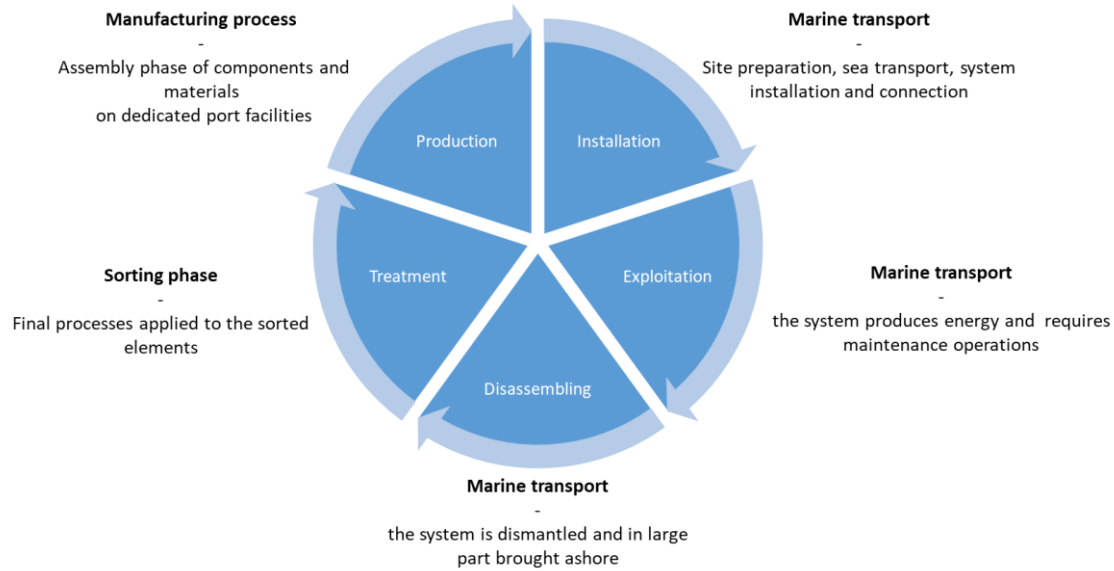 Manufacturing process
-
Assembly phase of components and
materials
on dedicated port facilities
Marine transport
-
Site preparation, sea transport, system
installation and connection
Production
Installation
Treatment
Exploitation
Disassembling
Sorting phase
-
Final processes applied to the sorted
elements
Marine transport
-
the system produces energy and requires
maintenance operations
Marine transport
-
the system is dismantled and in large
part brought ashore